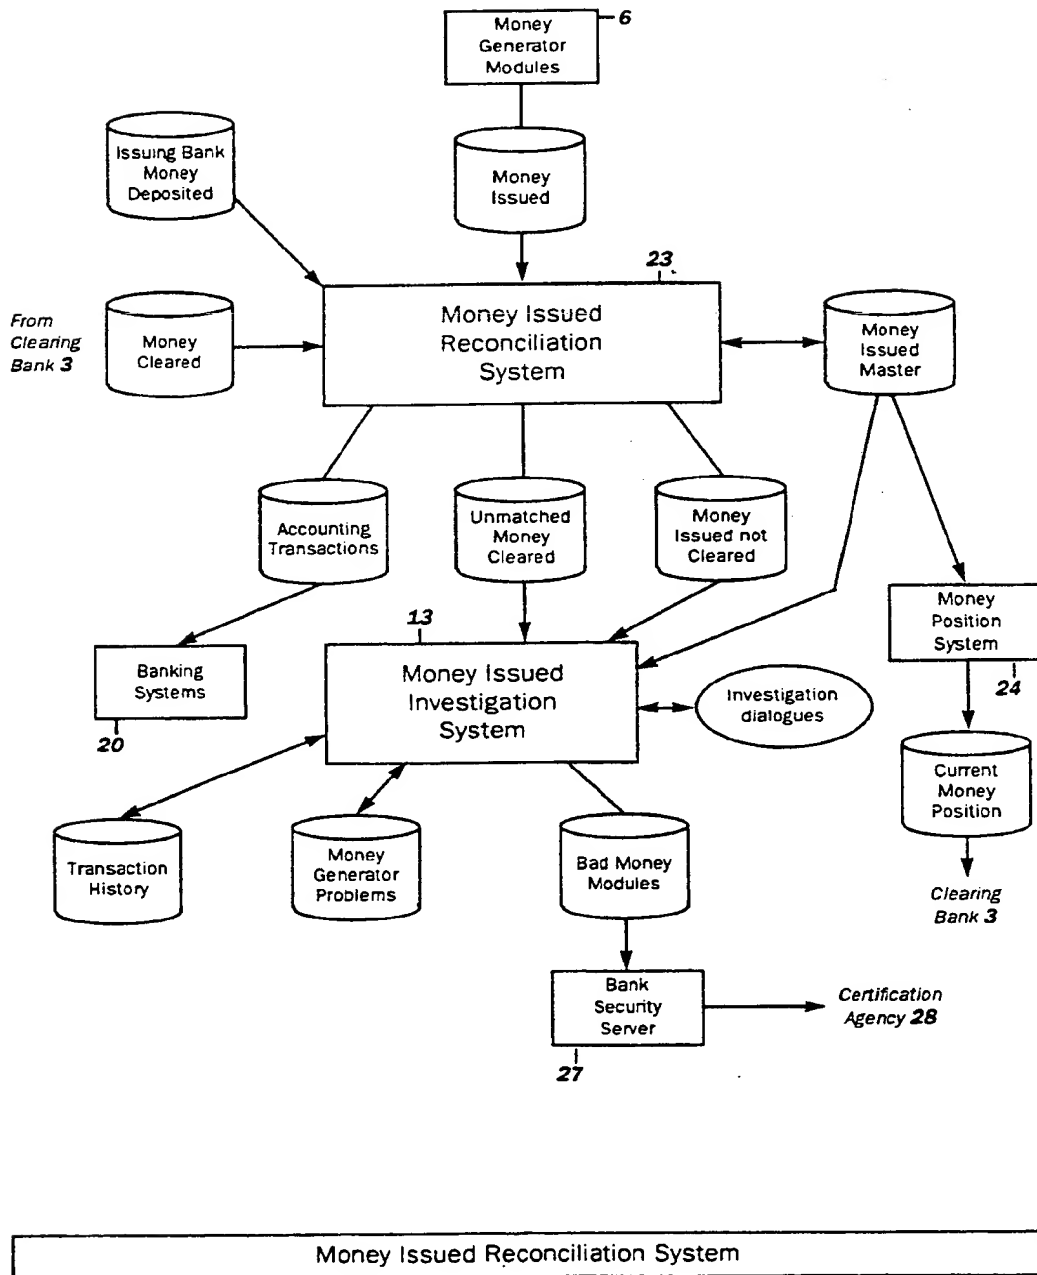 Money
Generator
Modules
6
Issuing Bank
Money
Deposited
Money
Issued
23
From
Clearing
Bank 3
Money
Cleared
Money Issued
Reconciliation
System
Money
Issued
Master
Accounting
Transactions
Unmatched
Money
Cleared
Money
Issued not
Cleared
13
Money
Position
System
24
Banking
Systems
20
Money Issued
Investigation
System
Investigation
dialogues
Current
Money
Position
Transaction
History
Money
Generator
Problems
Bad Money
Modules
Clearing
Bank 3
Bank
Security
Server
27
Certification
Agency 28
Money Issued Reconciliation System